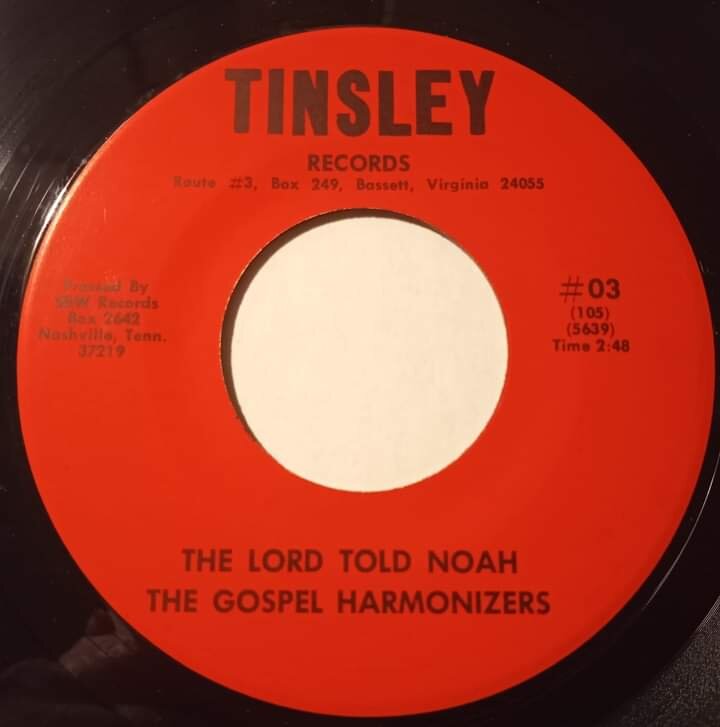 TINSLEY
RECORDS
Route #3, Box 249, Bassett, Virginia 24055
Pressed By
SBW Records
Box 2642
Nashville, Tenn.
37219
#03
(105)
(5639)
Time 2:48
THE LORD TOLD NOAH
THE GOSPEL HARMONIZERS